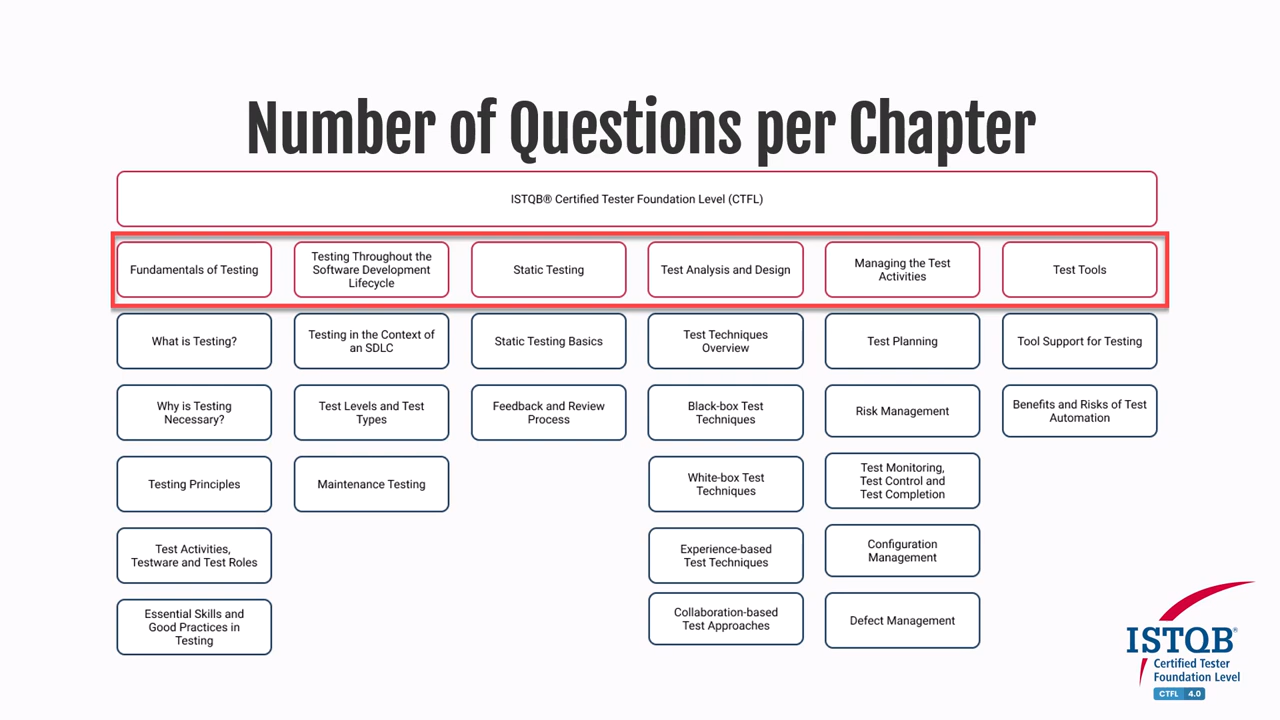 Number of Questions per Chapter
ISTQB® Certified Tester Foundation Level (CTFL)
Fundamentals of Testing
Testing Throughout the
Software Development
Lifecycle
Static Testing
Test Analysis and Design
Managing the Test
Activities
Test Tools
What is Testing?
Testing in the Context of
an SDLC
Static Testing Basics
Test Techniques
Overview
Test Planning
Tool Support for Testing
Why is Testing
Necessary?
Test Levels and Test
Types
Feedback and Review
Process
Black-box Test
Techniques
Risk Management
Benefits and Risks of Test
Automation
Testing Principles
Maintenance Testing
White-box Test
Techniques
Test Monitoring,
Test Control and
Test Completion
Test Activities,
Testware and Test Roles
Experience-based
Test Techniques
Configuration
Management
Essential Skills and
Good Practices in
Testing
Collaboration-based
Test Approaches
Defect Management
ISTQB®
Certified Tester
Foundation Level
CTFL 4.0